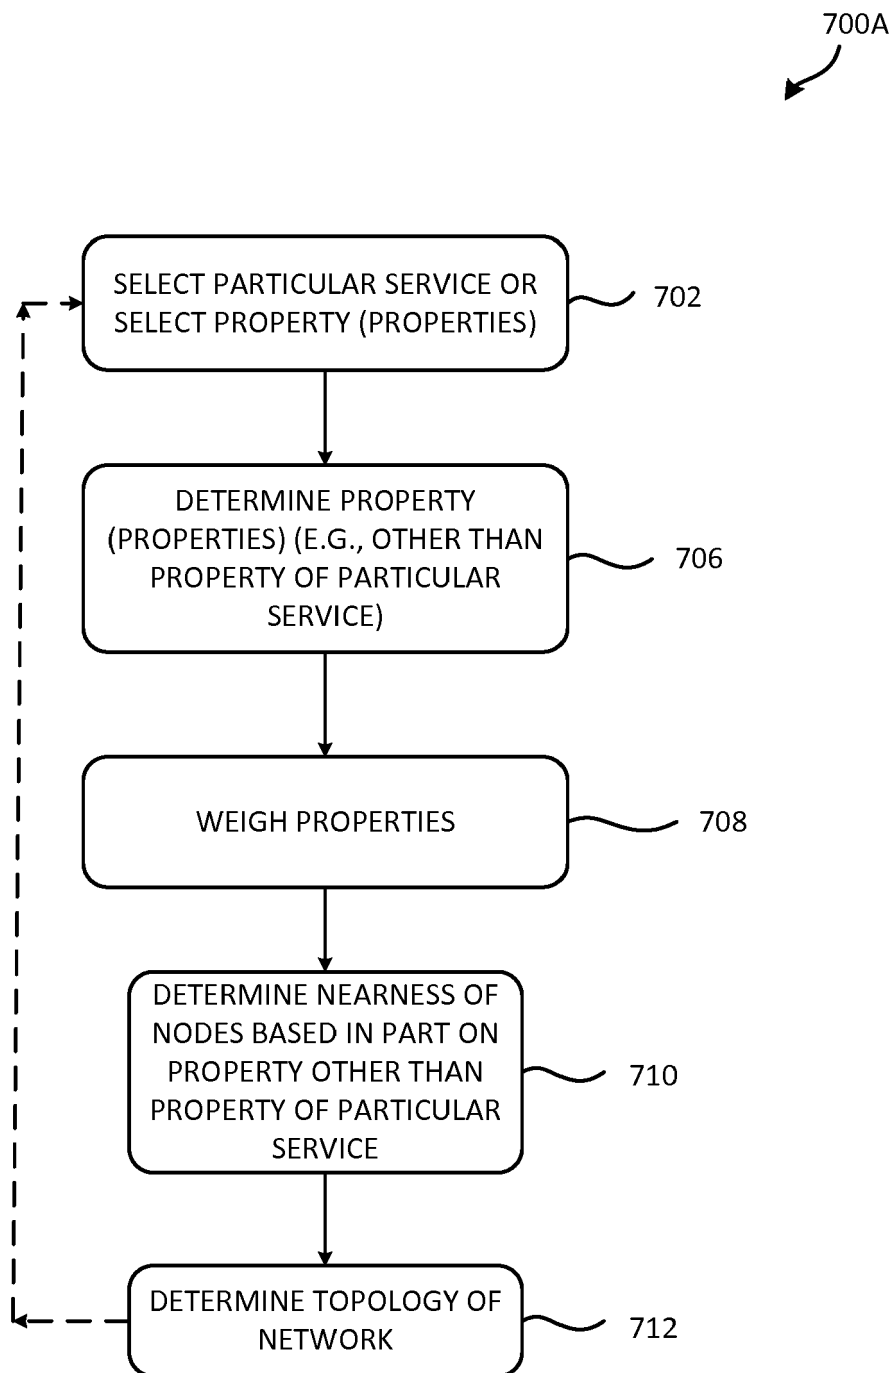 700A
SELECT PARTICULAR SERVICE OR
SELECT PROPERTY (PROPERTIES)
702
DETERMINE PROPERTY
(PROPERTIES) (E.G., OTHER THAN
PROPERTY OF PARTICULAR
SERVICE)
706
WEIGH PROPERTIES
708
DETERMINE NEARNESS OF
NODES BASED IN PART ON
PROPERTY OTHER THAN
PROPERTY OF PARTICULAR
SERVICE
710
DETERMINE TOPOLOGY OF
NETWORK
712